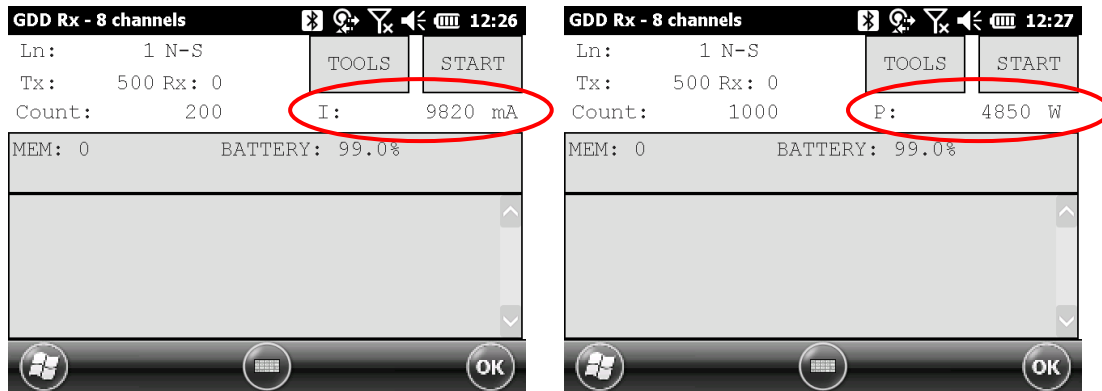 GDD Rx - 8 channels 12:26
Ln: 1 N-S
TOOLS START
Tx: 500 Rx: 0
Count: 200 I: 9820 mA
MEM: 0 BATTERY: 99.0%
OK
GDD Rx - 8 channels 12:27
Ln: 1 N-S
TOOLS START
Tx: 500 Rx: 0
Count: 1000 P: 4850 W
MEM: 0 BATTERY: 99.0%
OK